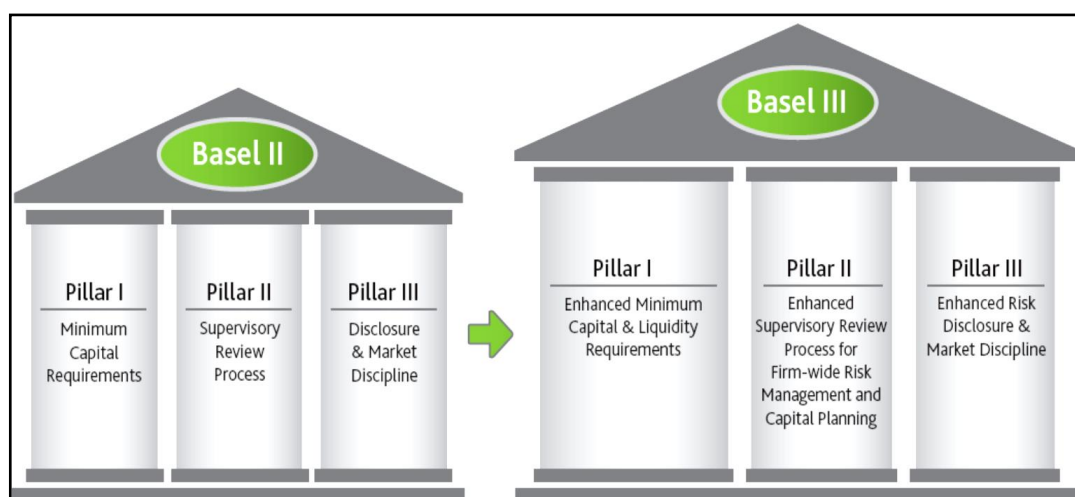 Basel II
Pillar I
Minimum
Capital
Requirements
Pillar II
Supervisory
Review
Process
Pillar III
Disclosure
& Market
Discipline
Basel III
Pillar I
Enhanced Minimum
Capital & Liquidity
Requirements
Pillar II
Enhanced
Supervisory Review
Process for
Firm-wide Risk
Management and
Capital Planning
Pillar III
Enhanced Risk
Disclosure &
Market Discipline